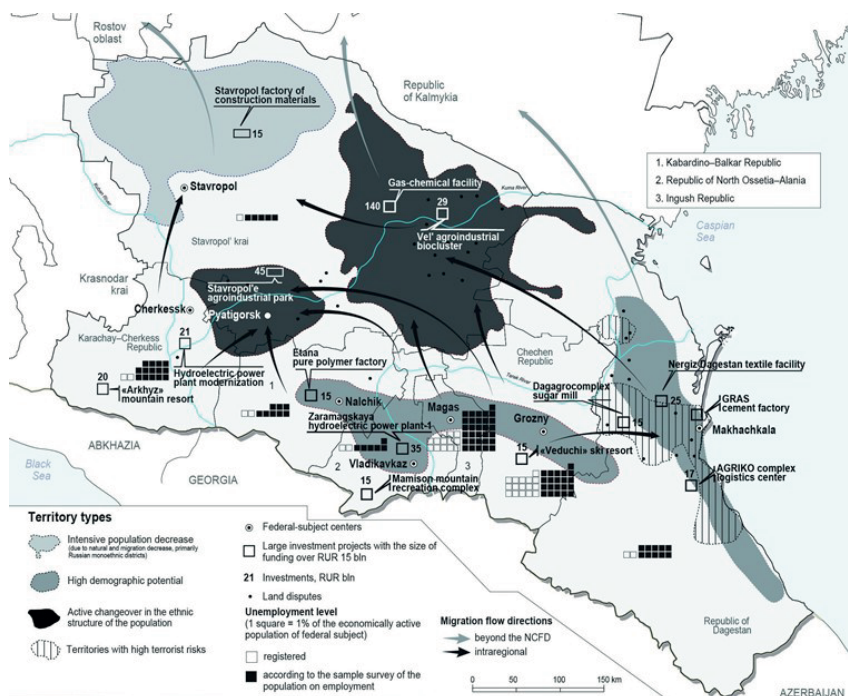 Rostov
oblast
Republic
of Kalmykia
Stavropol factory of
construction materials
15
1. Kabardino–Balkar Republic
2. Republic of North Ossetia–Alania
3. Ingush Republic
Stavropol
Gas-chemical facility
140
29
Kuma River
Vel' agroindustrial
biocluster
Stavropol' krai
Caspian
Sea
Krasnodar
krai
45
Stavropol'e
agroindustrial park
Cherkessk
Pyatigorsk
Karachay–Cherkess
Republic
21
Hydroelectric power
plant modernization
20
«Arkhyz»
mountain resort
1
Etana
pure polymer factory
15
Nalchik
Chechen
Republic
Terek River
Nergiz Dagestan textile facility
25
Dagagrocomplex
sugar mill
15
GRAS
cement factory
Makhachkala
Magas
Zaramagskaya
hydroelectric power plant-1
35
Grozny
15
«Veduchi» ski resort
Vladikavkaz
2
3
15
Mamison mountain
recreation complex
17
AGRIKO complex
logistics center
ABKHAZIA
Black
Sea
GEORGIA
Republic of
Dagestan
AZERBAIJAN
Territory types
Intensive population decrease
(due to natural and migration decrease, primarily
Russian monoethnic districts)
High demographic potential
Active changeover in the ethnic
structure of the population
Territories with high terrorist risks
Federal-subject centers
Large investment projects with the size of
funding over RUR 15 bln
21 Investments, RUR bln
Land disputes
Unemployment level
(1 square = 1% of the economically active
population of federal subject)
registered
according to the sample survey of the
population on employment
Migration flow directions
beyond the NCFD
intraregional
0 50 100 150 km